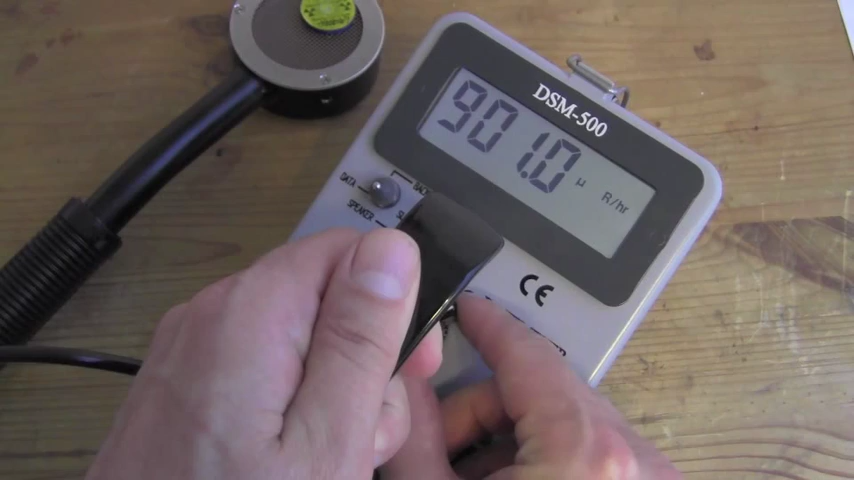 DSM-500
901.0 μ R/hr
DATA
SPEAKER
CE